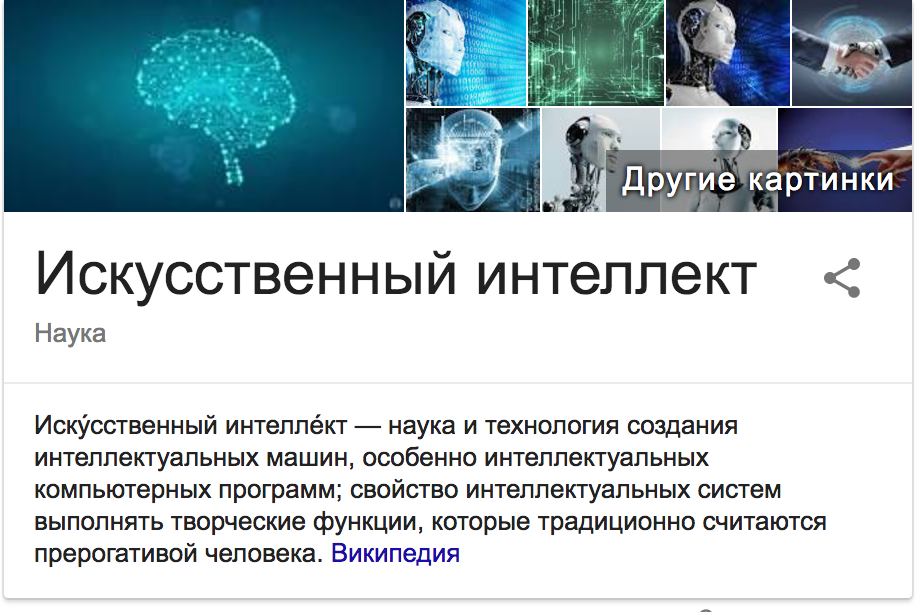 Другие картинки
Искусственный интеллект
Наука
Иску́сственный интелле́кт — наука и технология создания
интеллектуальных машин, особенно интеллектуальных
компьютерных программ; свойство интеллектуальных систем
выполнять творческие функции, которые традиционно считаются
прерогативой человека. Википедия